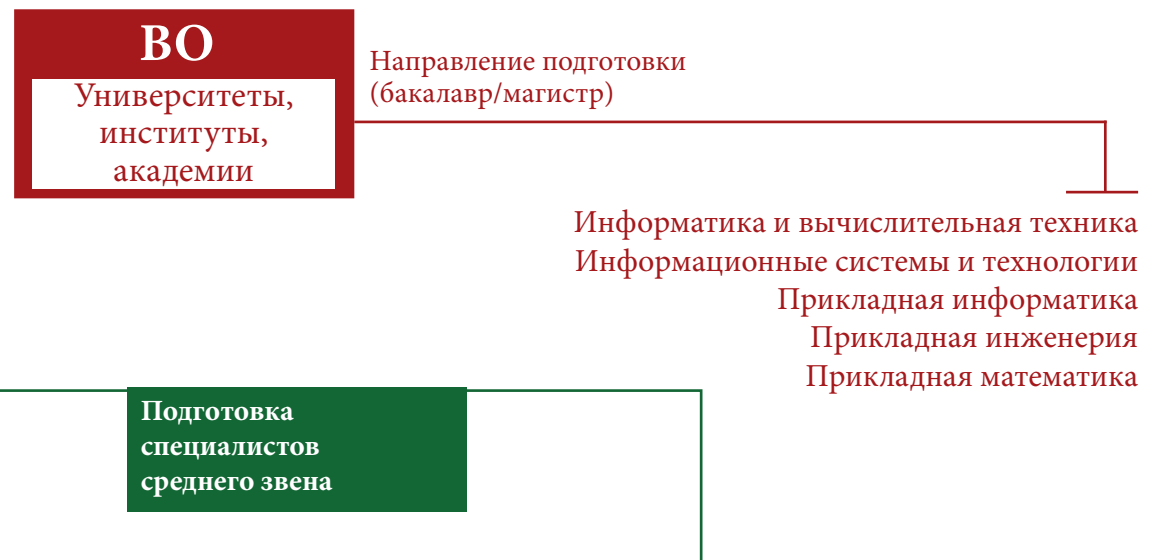 ВО
Университеты,
институты,
академии
Направление подготовки
(бакалавр/магистр)
Информатика и вычислительная техника
Информационные системы и технологии
Прикладная информатика
Прикладная инженерия
Прикладная математика
Подготовка
специалистов
среднего звена